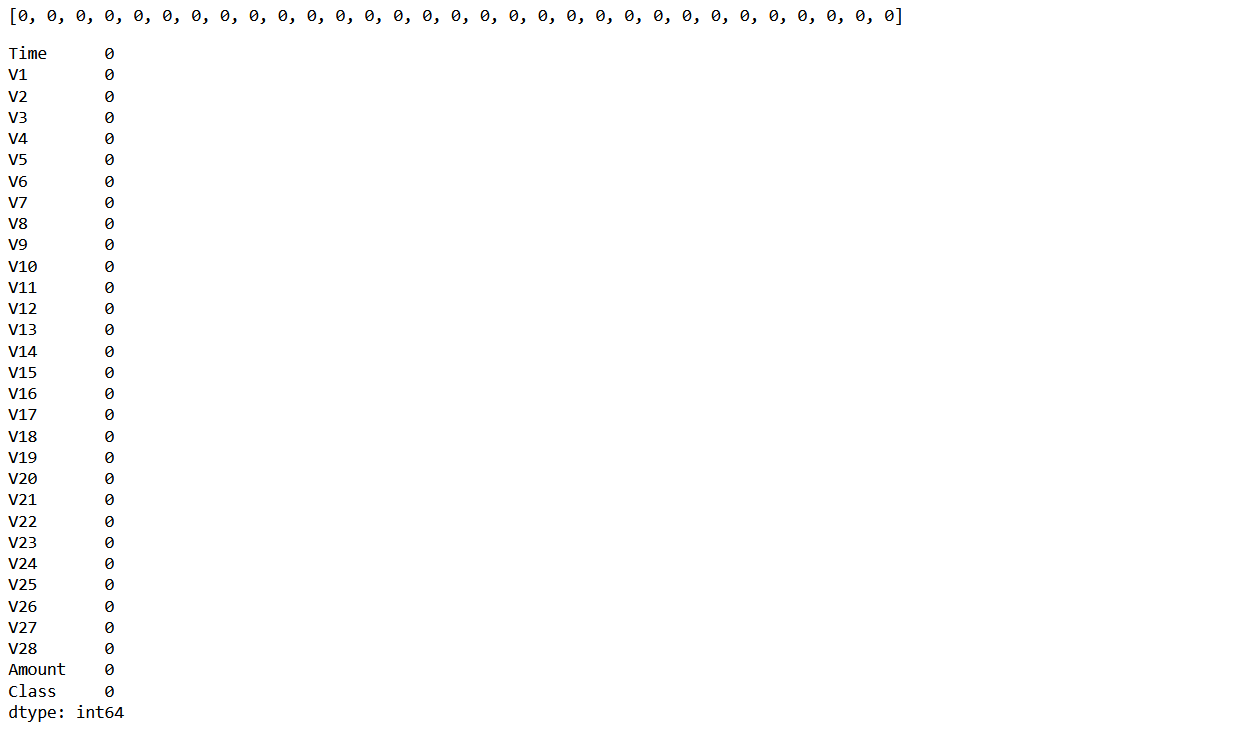 [0, 0, 0, 0, 0, 0, 0, 0, 0, 0, 0, 0, 0, 0, 0, 0, 0, 0, 0, 0, 0, 0, 0, 0, 0, 0, 0, 0, 0, 0, 0]
Time 0
V1 0
V2 0
V3 0
V4 0
V5 0
V6 0
V7 0
V8 0
V9 0
V10 0
V11 0
V12 0
V13 0
V14 0
V15 0
V16 0
V17 0
V18 0
V19 0
V20 0
V21 0
V22 0
V23 0
V24 0
V25 0
V26 0
V27 0
V28 0
Amount 0
Class 0
dtype: int64